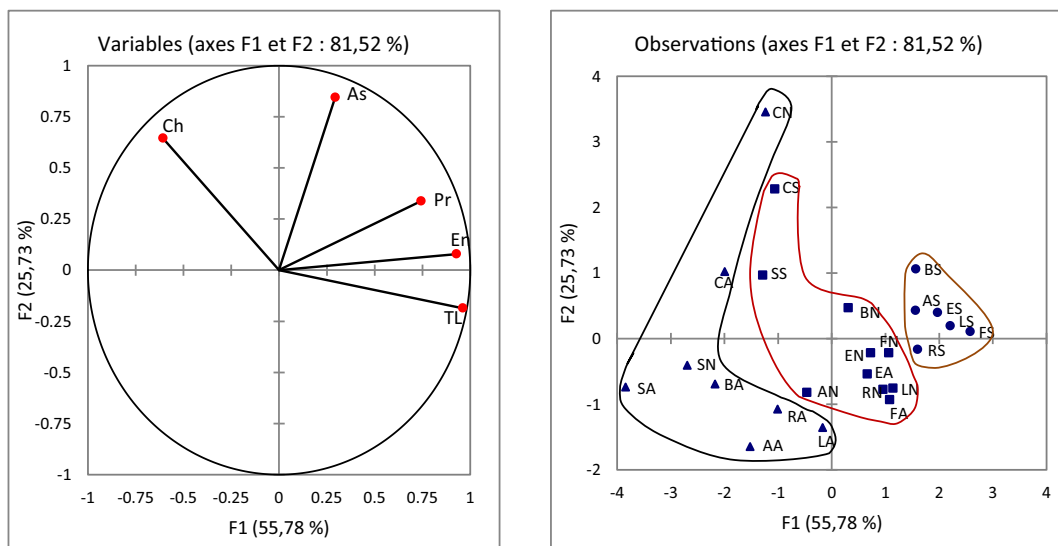 Variables (axes F1 et F2 : 81,52 %)
1
0.75
0.5
0.25
0
-0.25
-0.5
-0.75
-1
F2 (25,73 %)
As
Ch
Pr
En
TL
-1 -0.75 -0.5 -0.25 0 0.25 0.5 0.75 1
F1 (55,78 %)
Observations (axes F1 et F2 : 81,52 %)
4
3
2
1
0
-1
-2
F2 (25,73 %)
CN
CS
CA
SS
BS
BN
AS
ES
LS
FS
RS
FN
EN
SN
EA
SA
BA
AN
RN
LN
FA
RA
LA
AA
-4 -3 -2 -1 0 1 2 3 4
F1 (55,78 %)